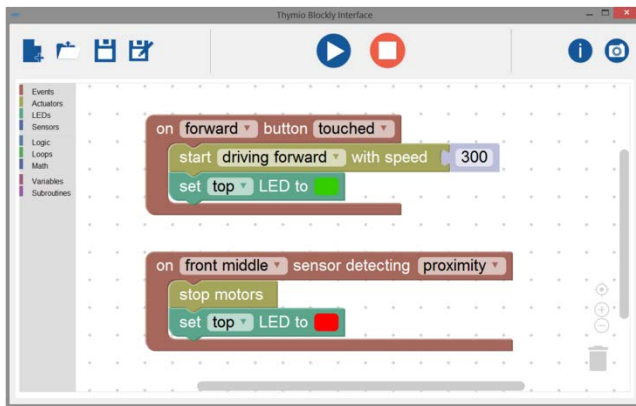 Thymio Blockly Interface
Events
Actuators
LEDs
Sensors
Logic
Loops
Math
Variables
Subroutines
on forward button touched
start driving forward with speed 300
set top LED to
on front middle sensor detecting proximity
stop motors
set top LED to